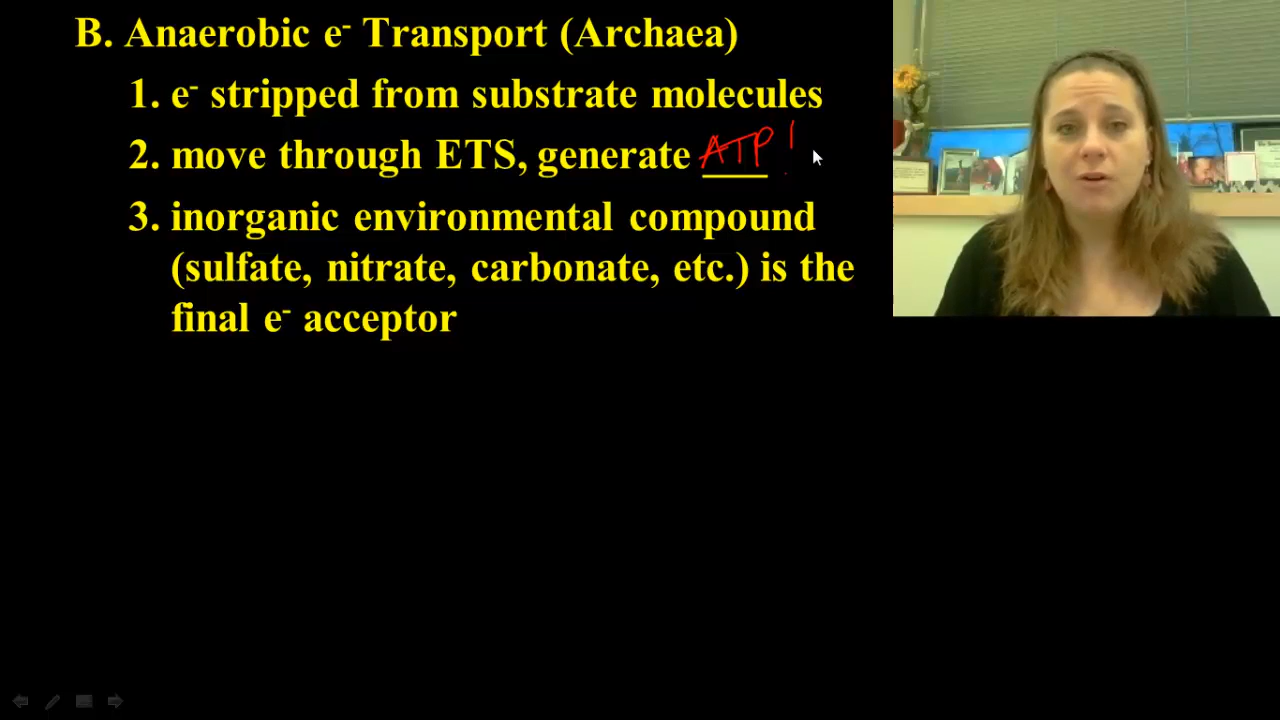 B. Anaerobic e⁻ Transport (Archaea)
1. e⁻ stripped from substrate molecules
2. move through ETS, generate ATP!
3. inorganic environmental compound
(sulfate, nitrate, carbonate, etc.) is the
final e⁻ acceptor